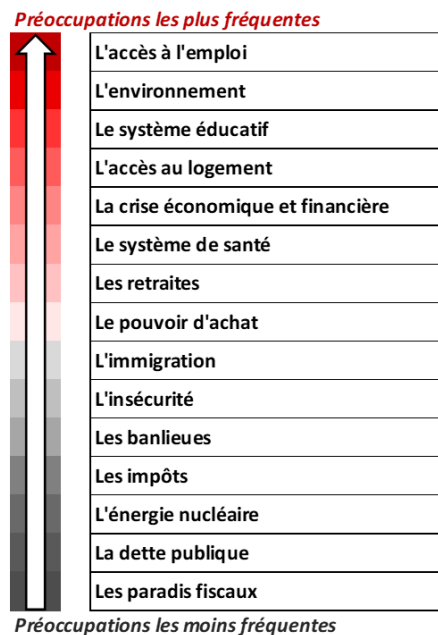 Préoccupations les plus fréquentes
L'accès à l'emploi
L'environnement
Le système éducatif
L'accès au logement
La crise économique et financière
Le système de santé
Les retraites
Le pouvoir d'achat
L'immigration
L'insécurité
Les banlieues
Les impôts
L'énergie nucléaire
La dette publique
Les paradis fiscaux
Préoccupations les moins fréquentes